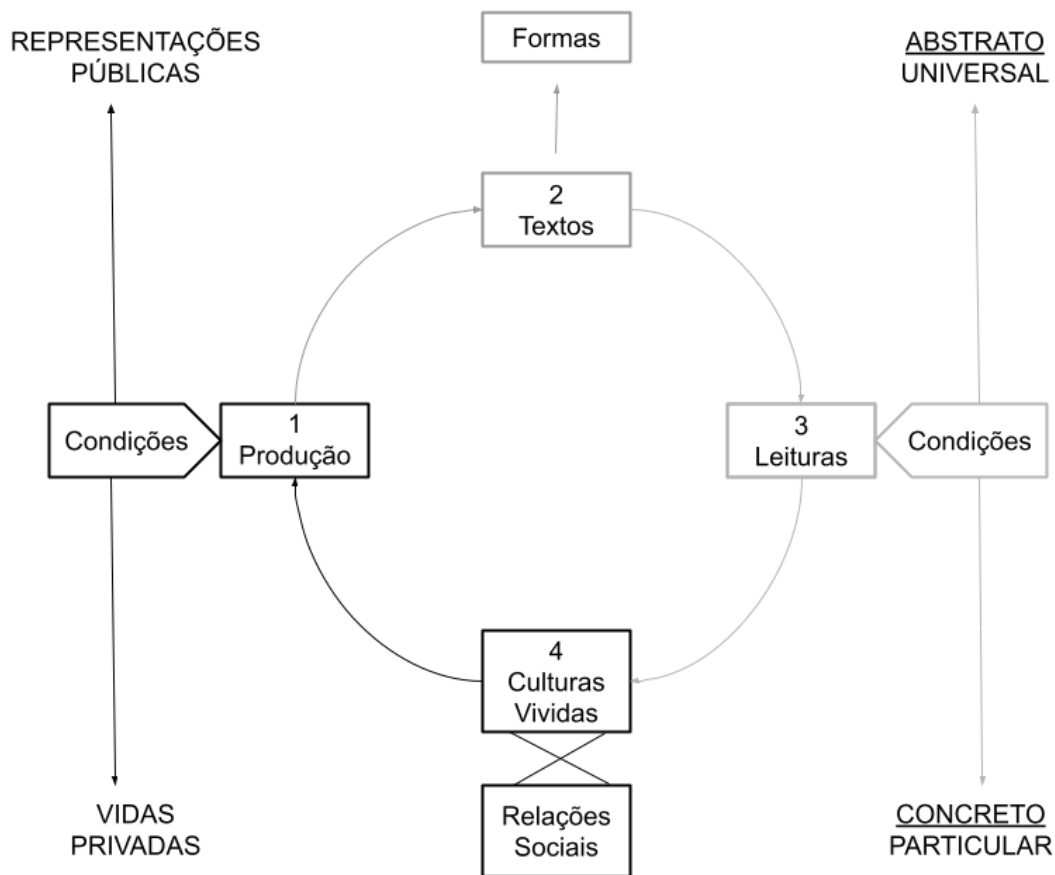 REPRESENTAÇÕES
PÚBLICAS
Formas
ABSTRATO
UNIVERSAL
2
Textos
Condições
1
Produção
3
Leituras
Condições
4
Culturas
Vividas
VIDAS
PRIVADAS
Relações
Sociais
CONCRETO
PARTICULAR